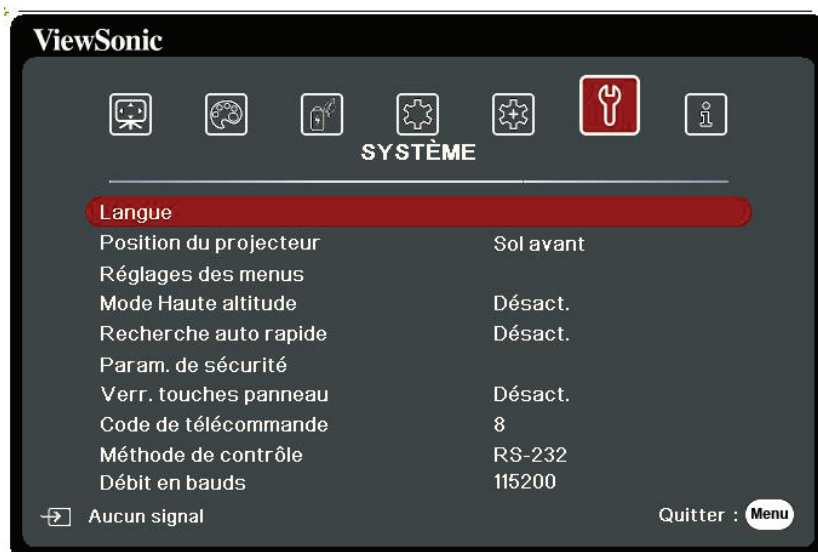 ViewSonic
SYSTÈME
Langue
Position du projecteur Sol avant
Réglages des menus
Mode Haute altitude Désact.
Recherche auto rapide Désact.
Param. de sécurité
Verr. touches panneau Désact.
Code de télécommande 8
Méthode de contrôle RS-232
Débit en bauds 115200
Aucun signal Quitter : Menu